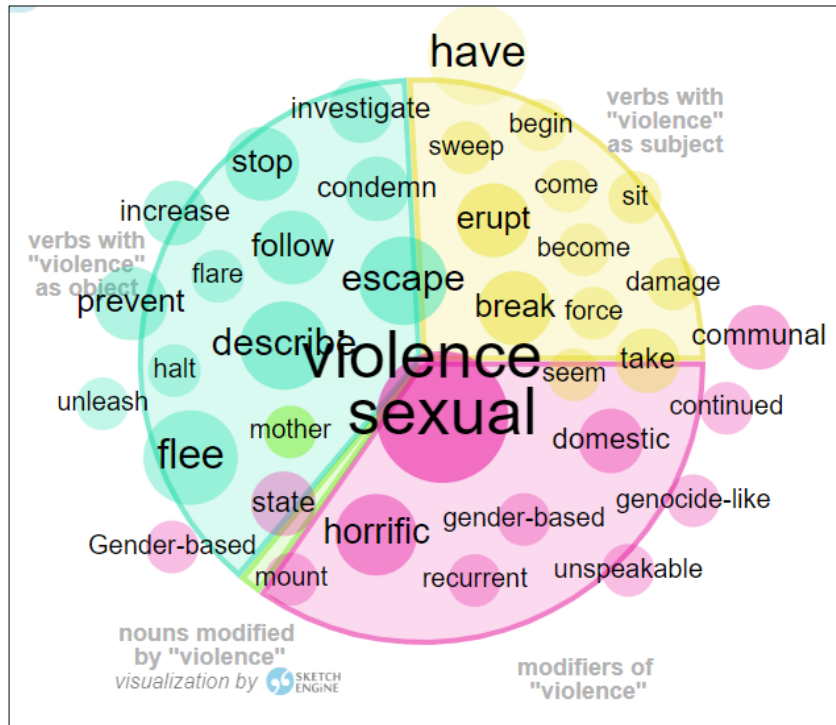 have
investigate
verbs with
"violence"
as subject
begin
sweep
stop
condemn
come
sit
increase
erupt
verbs with
"violence"
as object
follow
become
flare
escape
damage
prevent
break
force
communal
describe
violence
take
halt
seem
unleash
sexual
continued
mother
domestic
flee
state
genocide-like
horrific
gender-based
Gender-based
unspeakable
mount
recurrent
nouns modified
by "violence"
modifiers of
"violence"
visualization by SKETCH
ENGINE